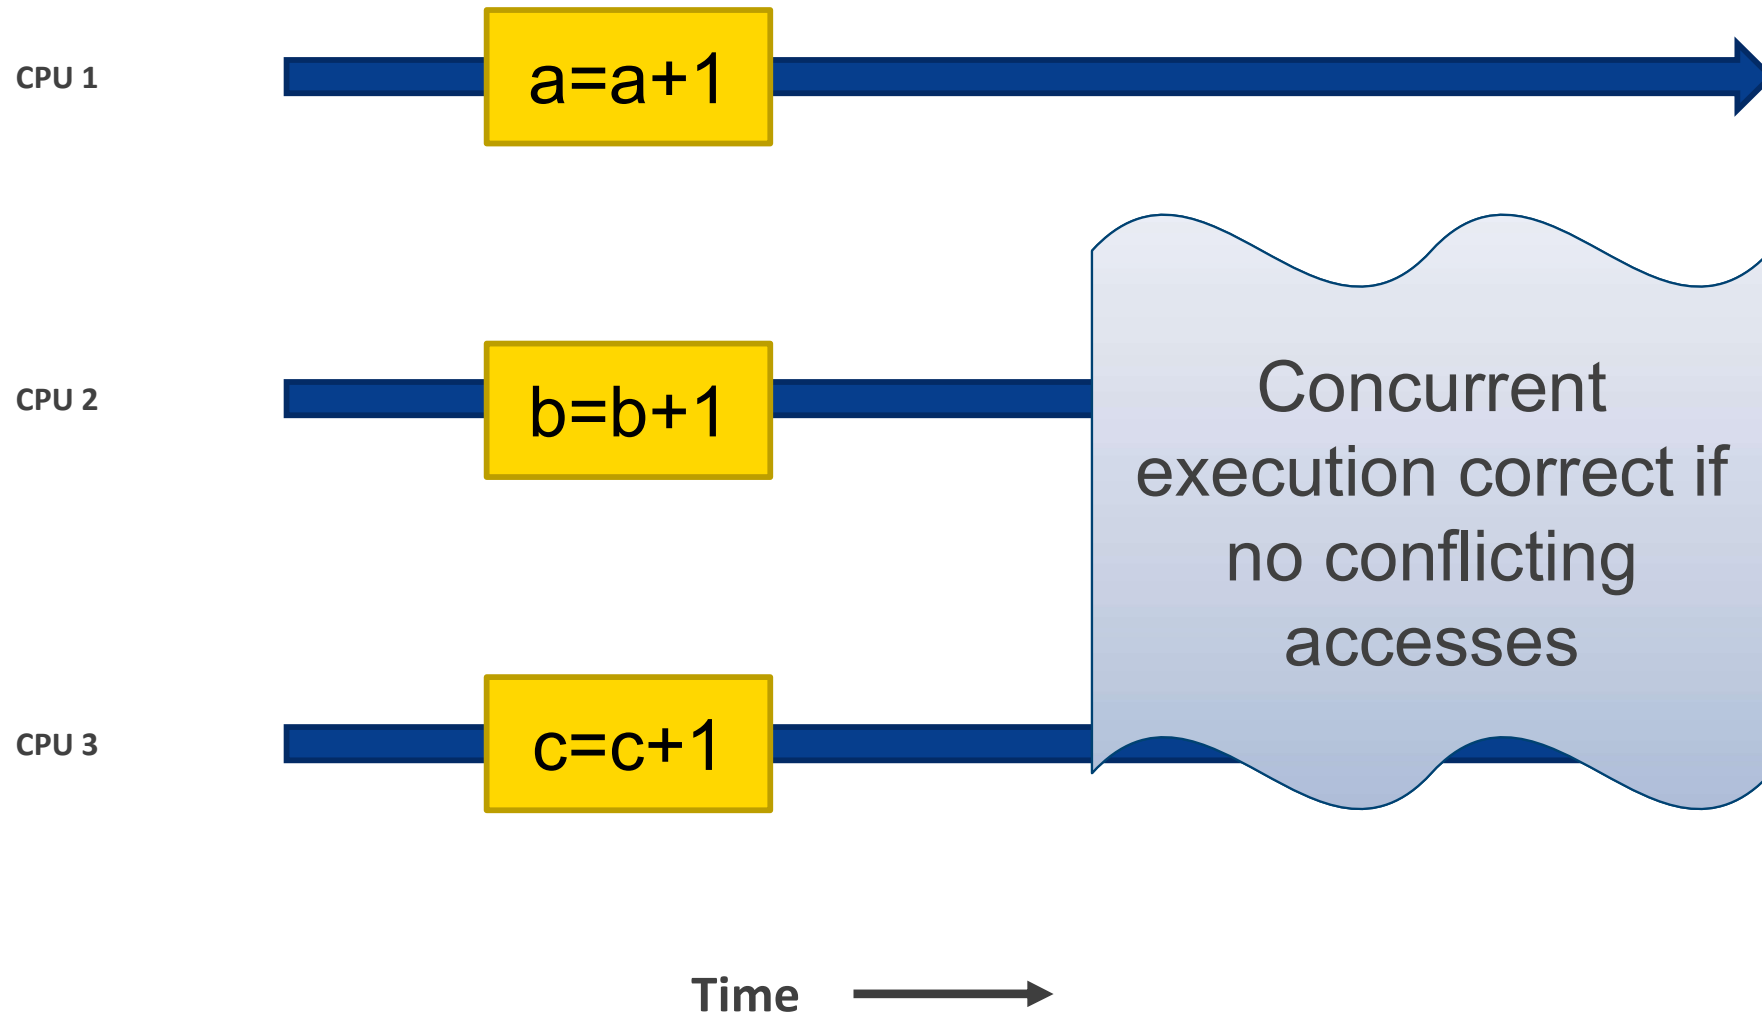 CPU 1
a=a+1
CPU 2
b=b+1
Concurrent
execution correct if
no conflicting
accesses
CPU 3
c=c+1
Time